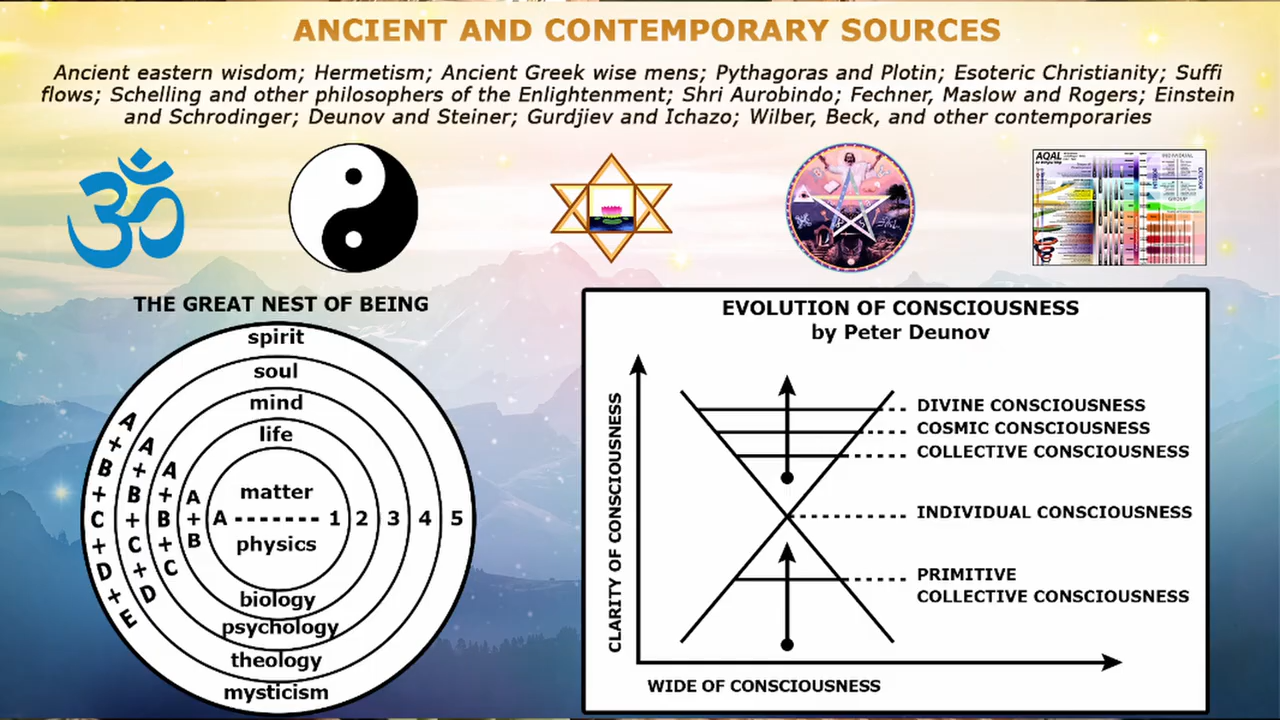 ANCIENT AND CONTEMPORARY SOURCES
Ancient eastern wisdom; Hermetism; Ancient Greek wise mens; Pythagoras and Plotin; Esoteric Christianity; Suffi
flows; Schelling and other philosophers of the Enlightenment; Shri Aurobindo; Fechner, Maslow and Rogers; Einstein
and Schrodinger; Deunov and Steiner; Gurdjiev and Ichazo; Wilber, Beck, and other contemporaries
ॐ
AQAL
GROUP
THE GREAT NEST OF BEING
spirit
soul
mind
life
matter
A+B+C+D+E
A+B+C+D
A+B+C
A+B
A ------- 1 2 3 4 5
physics
biology
psychology
theology
mysticism
EVOLUTION OF CONSCIOUSNESS
by Peter Deunov
CLARITY OF CONSCIOUSNESS
DIVINE CONSCIOUSNESS
COSMIC CONSCIOUSNESS
COLLECTIVE CONSCIOUSNESS
INDIVIDUAL CONSCIOUSNESS
PRIMITIVE
COLLECTIVE CONSCIOUSNESS
WIDE OF CONSCIOUSNESS